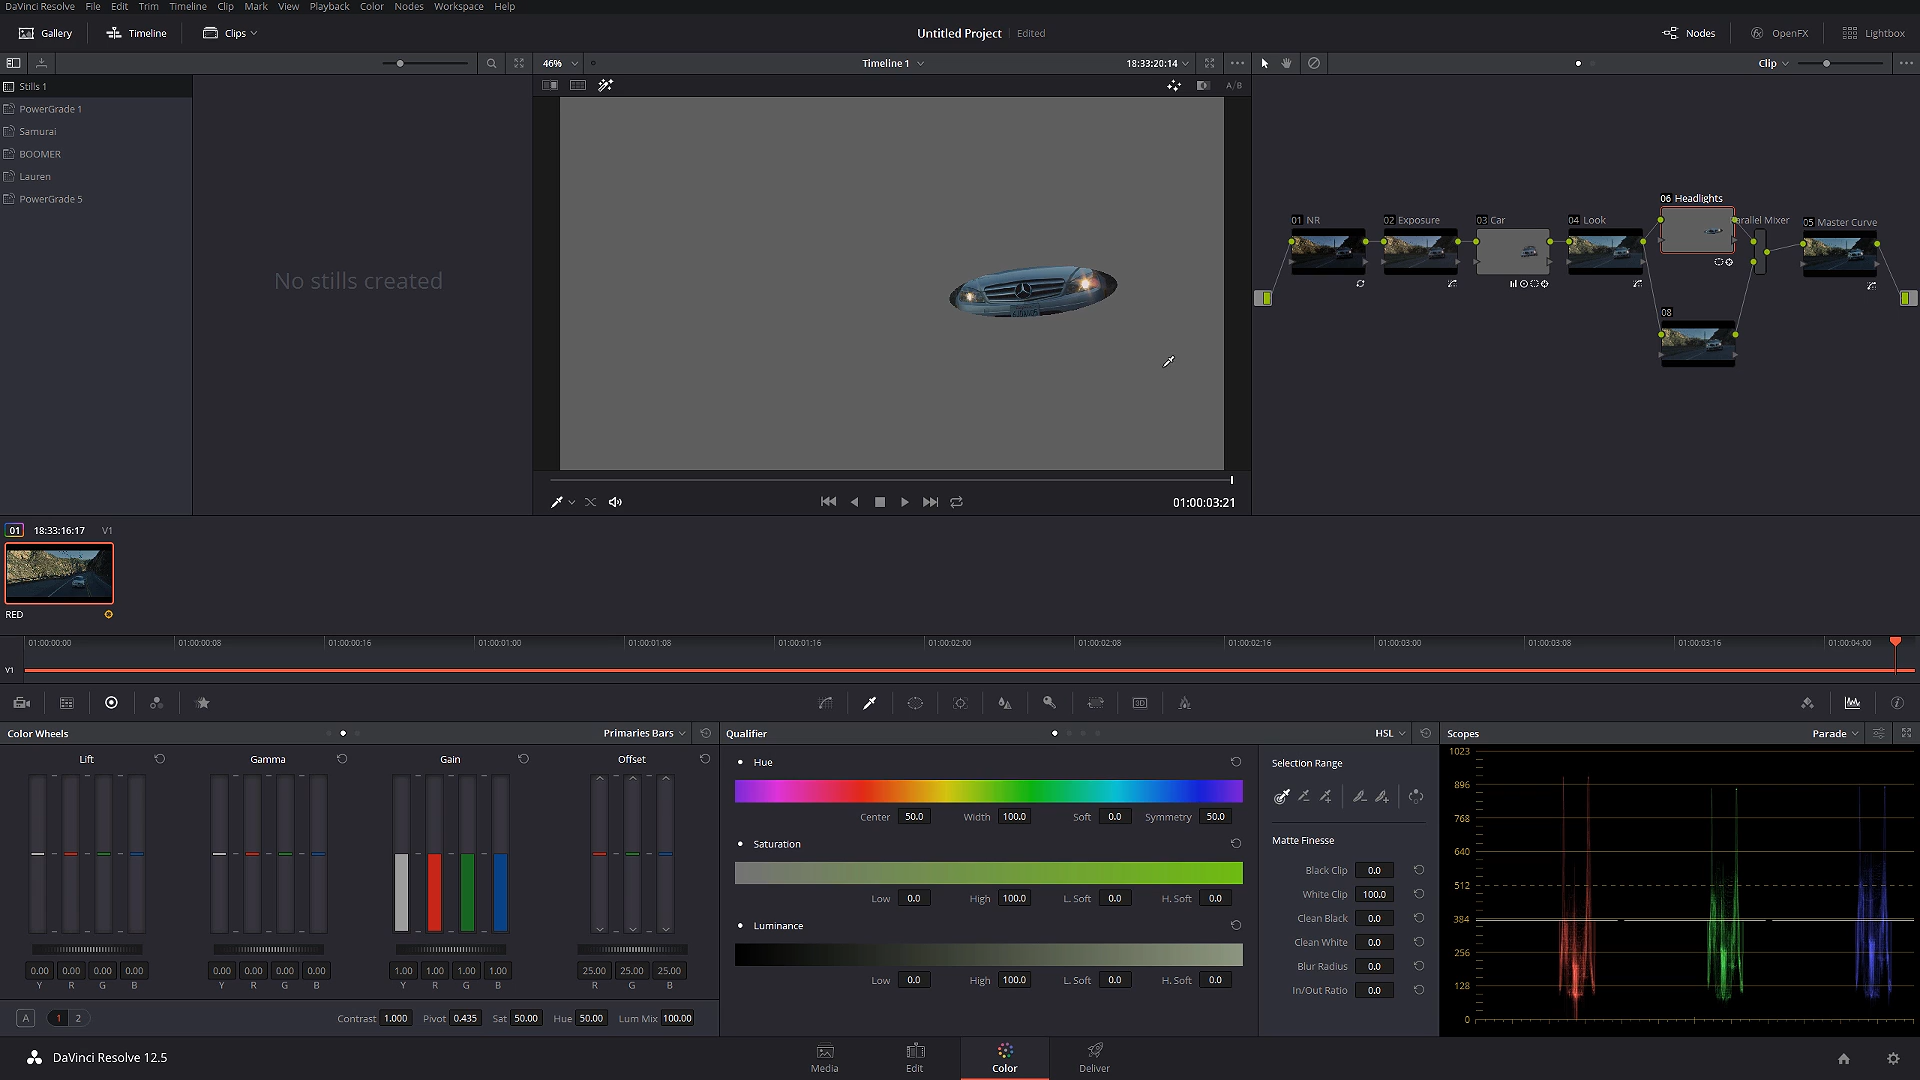 DaVinci Resolve File Edit Trim Timeline Clip Mark View Playback Color Nodes Workspace Help
Gallery Timeline Clips Untitled Project Edited Nodes OpenFX Lightbox
46% Timeline 1 18:33:20:14 Clip
A/B
Stills 1
PowerGrade 1
Samurai
BOOMER
Lauren
PowerGrade 5
No stills created
06 Headlights
01 NR 02 Exposure 03 Car 04 Look arallel Mixer 05 Master Curve
08
01:00:03:21
01 18:33:16:17 V1
RED
01:00:00:00 01:00:00:08 01:00:00:16 01:00:01:00 01:00:01:08 01:00:01:16 01:00:02:00 01:00:02:08 01:00:02:16 01:00:03:00 01:00:03:08 01:00:03:16 01:00:04:00
V1
3D
Color Wheels Primaries Bars Qualifier HSL Scopes Parade
Lift Gamma Gain Offset
Hue
Center 50.0 Width 100.0 Soft 0.0 Symmetry 50.0
Saturation
Low 0.0 High 100.0 L. Soft 0.0 H. Soft 0.0
Luminance
Low 0.0 High 100.0 L. Soft 0.0 H. Soft 0.0
Selection Range
Matte Finesse
Black Clip 0.0
White Clip 100.0
Clean Black 0.0
Clean White 0.0
Blur Radius 0.0
In/Out Ratio 0.0
1023
896
768
640
512
384
256
128
0
0.00 0.00 0.00 0.00 0.00 0.00 0.00 0.00 1.00 1.00 1.00 1.00 25.00 25.00 25.00
Y R G B Y R G B Y R G B R G B
A 1 2 Contrast 1.000 Pivot 0.435 Sat 50.00 Hue 50.00 Lum Mix 100.00
DaVinci Resolve 12.5 Media Edit Color Deliver